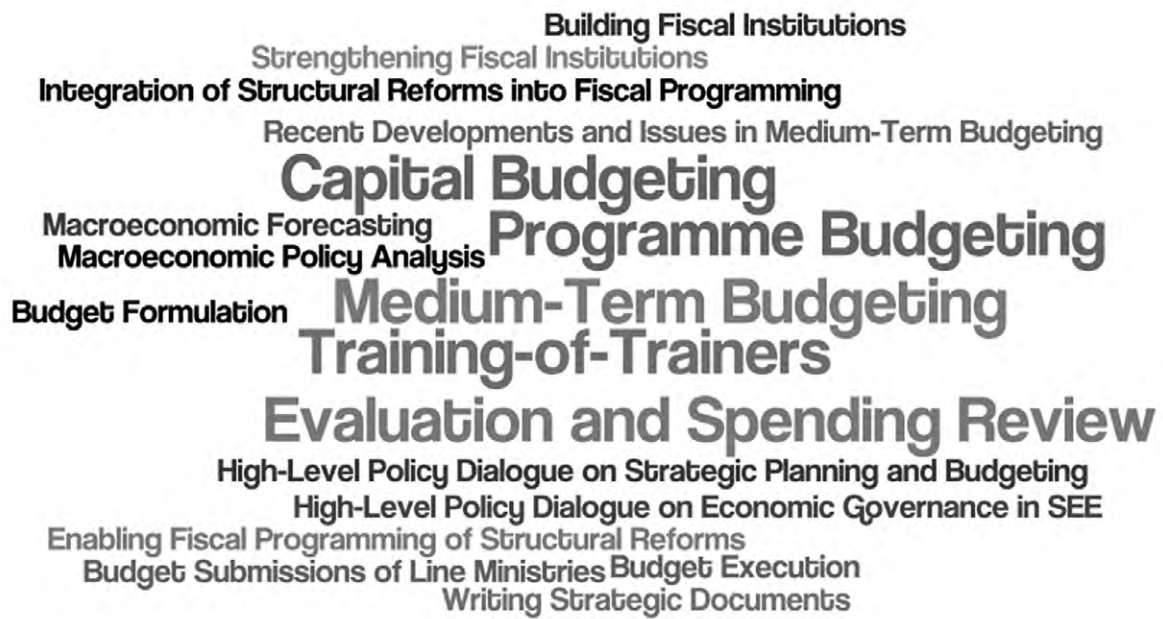 Building Fiscal Institutions
Strengthening Fiscal Institutions
Integration of Structural Reforms into Fiscal Programming
Recent Developments and Issues in Medium-Term Budgeting
Capital Budgeting
Macroeconomic Forecasting
Programme Budgeting
Macroeconomic Policy Analysis
Budget Formulation
Medium-Term Budgeting
Training-of-Trainers
Evaluation and Spending Review
High-Level Policy Dialogue on Strategic Planning and Budgeting
High-Level Policy Dialogue on Economic Governance in SEE
Enabling Fiscal Programming of Structural Reforms
Budget Submissions of Line Ministries
Budget Execution
Writing Strategic Documents